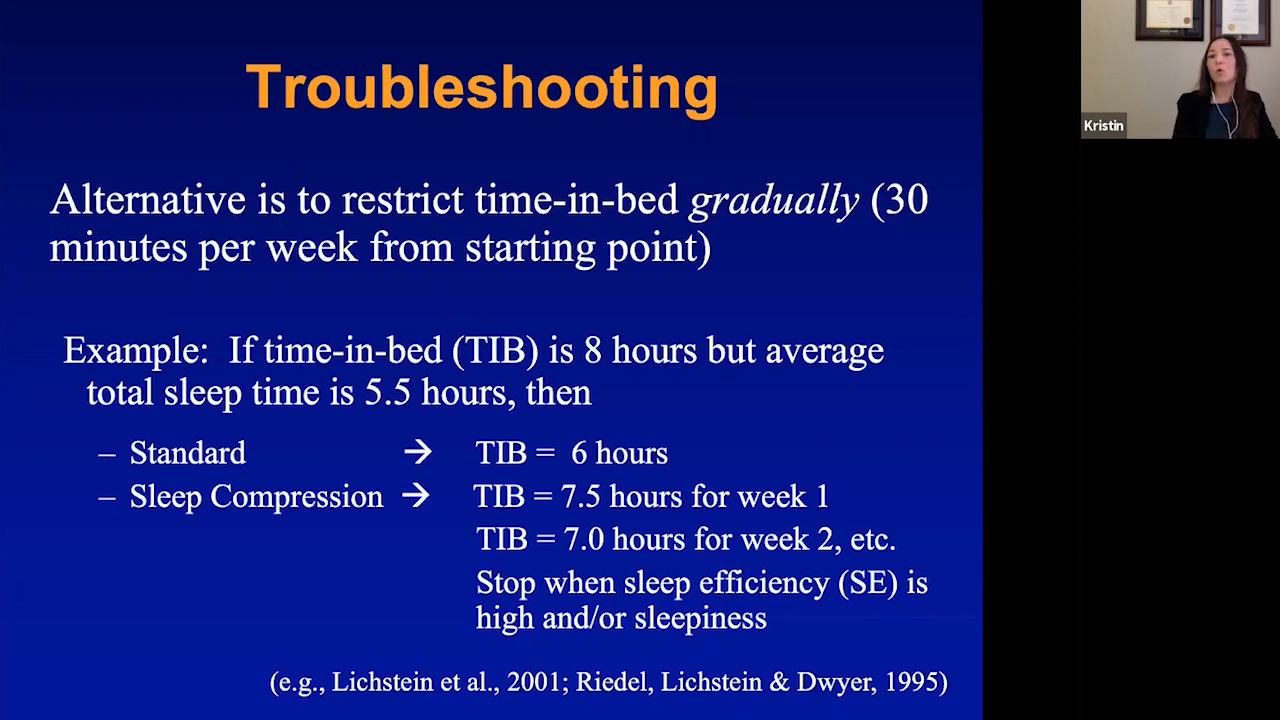 Troubleshooting
Alternative is to restrict time-in-bed gradually (30
minutes per week from starting point)
Example: If time-in-bed (TIB) is 8 hours but average
total sleep time is 5.5 hours, then
– Standard → TIB = 6 hours
– Sleep Compression → TIB = 7.5 hours for week 1
TIB = 7.0 hours for week 2, etc.
Stop when sleep efficiency (SE) is
high and/or sleepiness
(e.g., Lichstein et al., 2001; Riedel, Lichstein & Dwyer, 1995)
Kristin